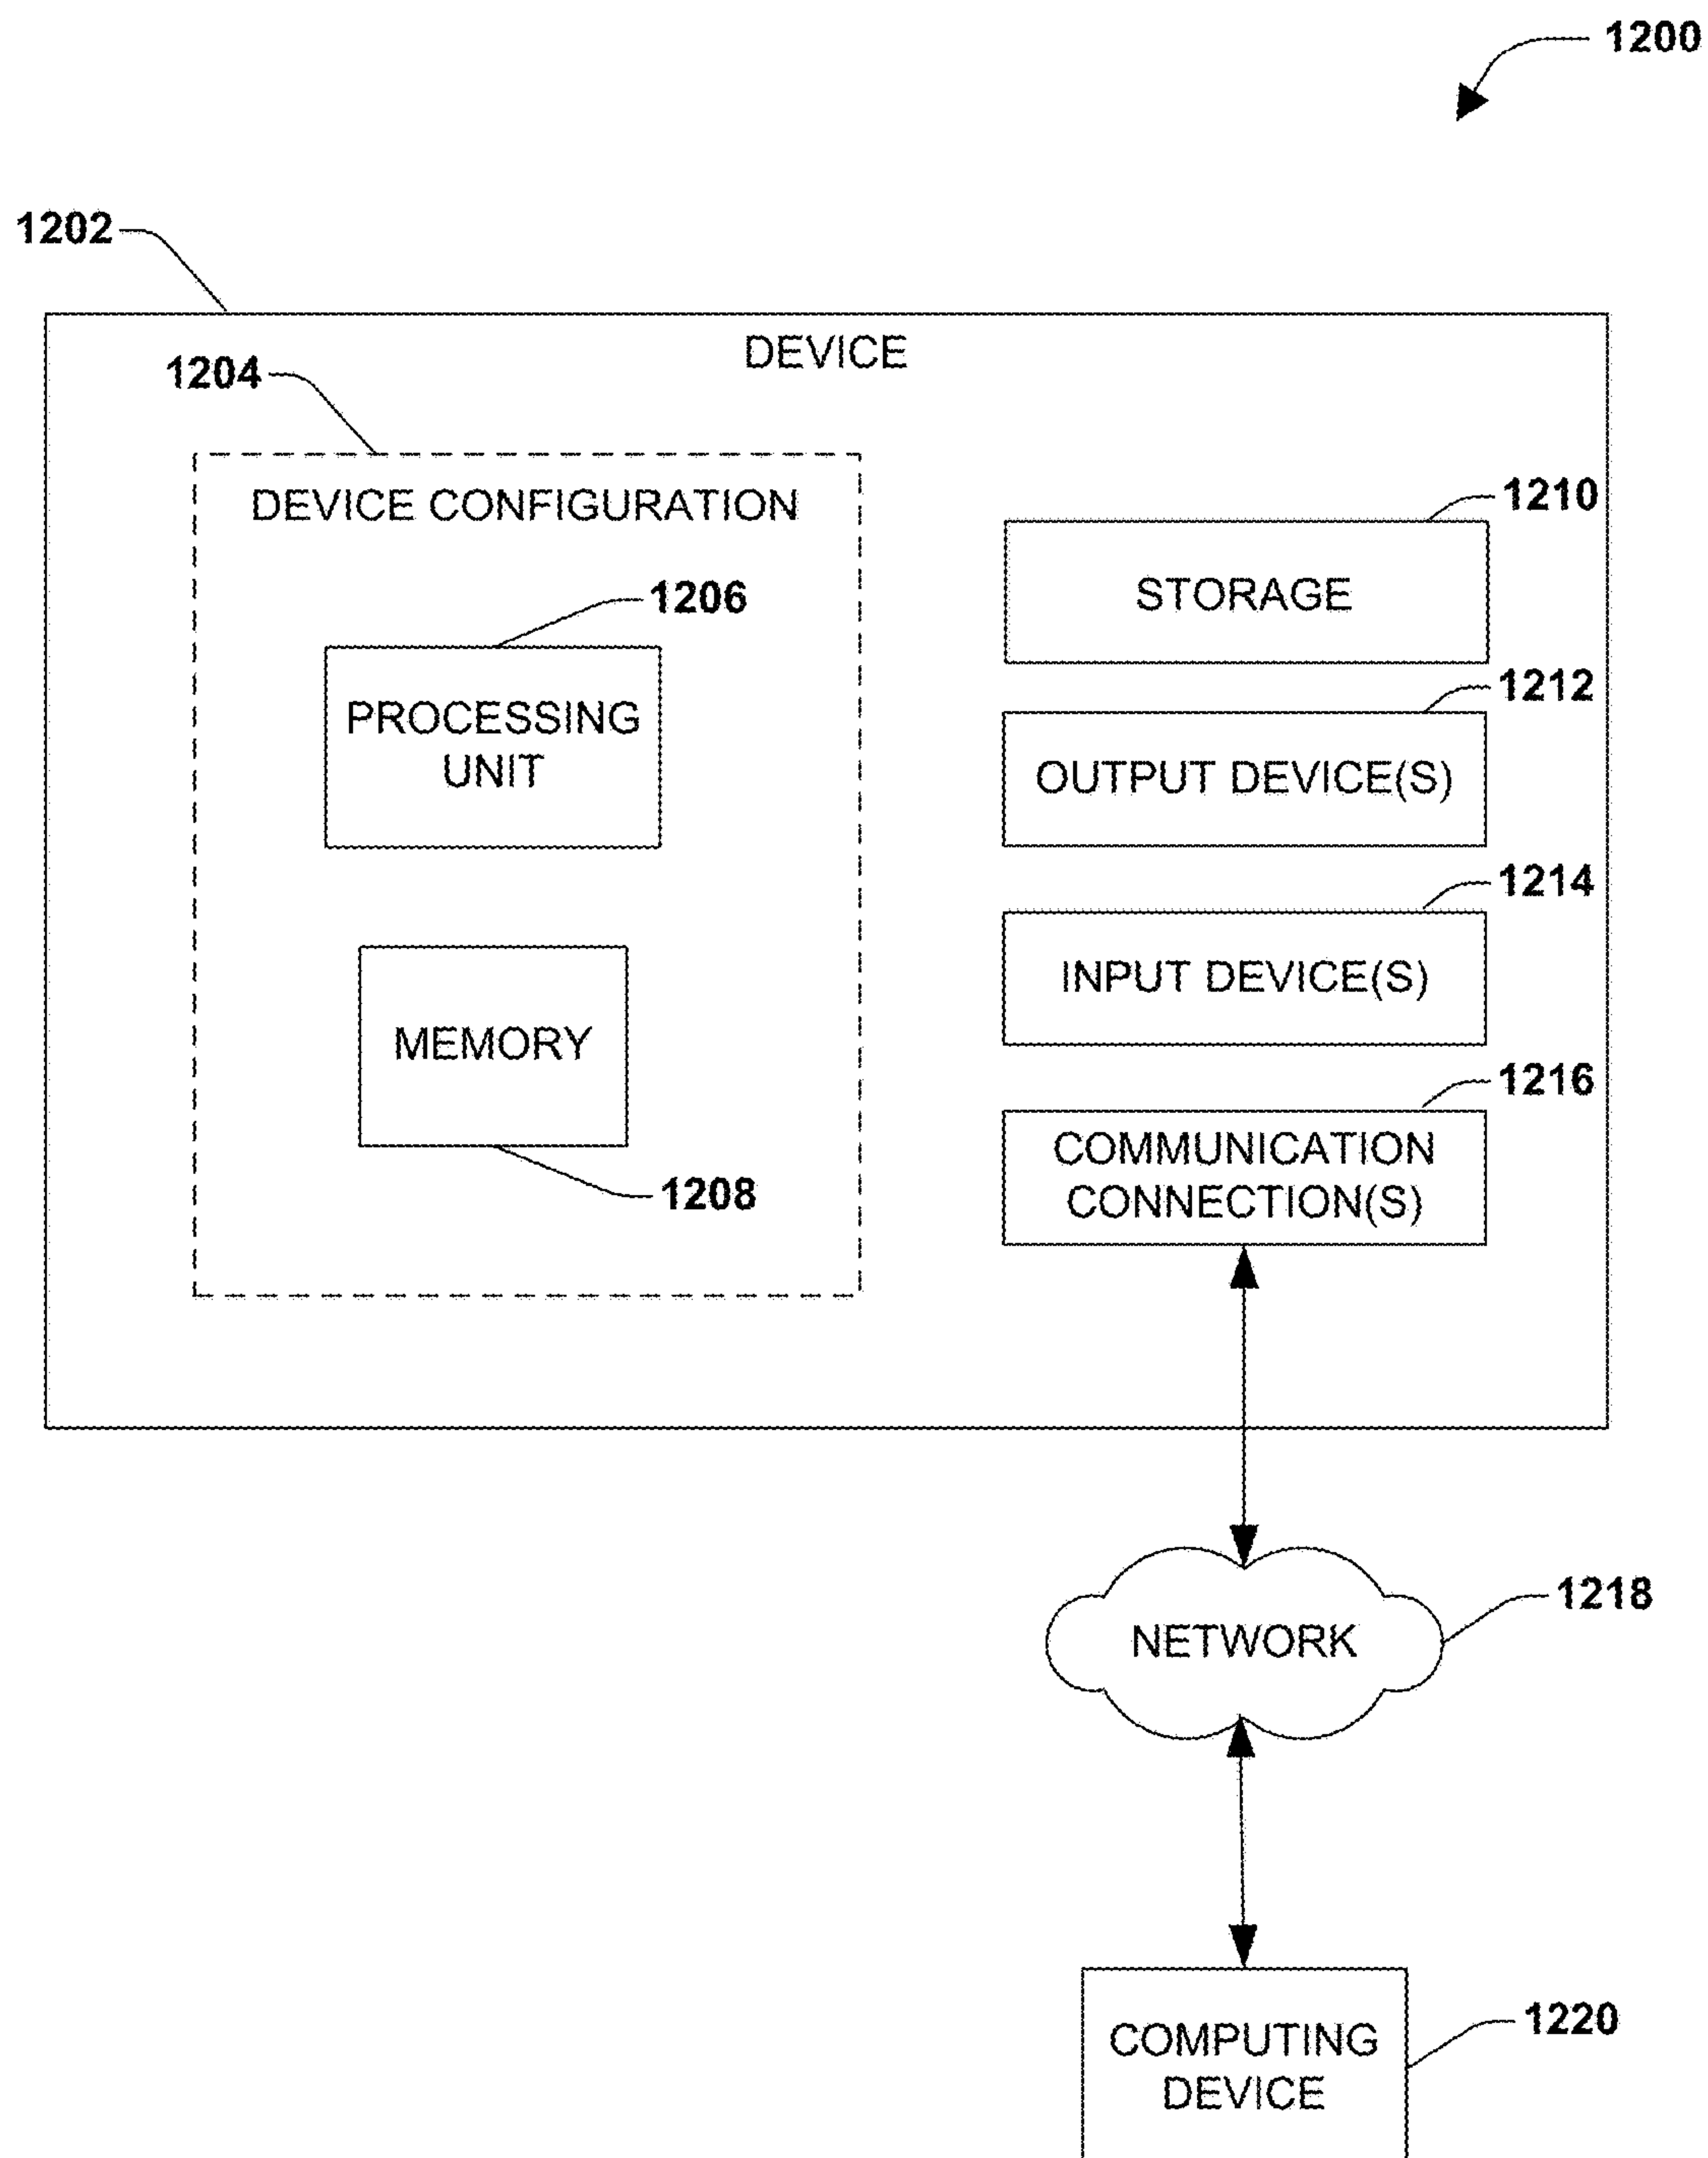 1200
1202
DEVICE
1204
DEVICE CONFIGURATION
1210
STORAGE
1206
PROCESSING
UNIT
1212
OUTPUT DEVICE(S)
1214
INPUT DEVICE(S)
MEMORY
1208
1216
COMMUNICATION
CONNECTION(S)
1218
NETWORK
1220
COMPUTING
DEVICE